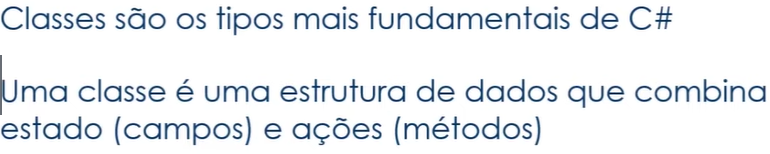 Classes são os tipos mais fundamentais de C#
Uma classe é uma estrutura de dados que combina
estado (campos) e ações (métodos)